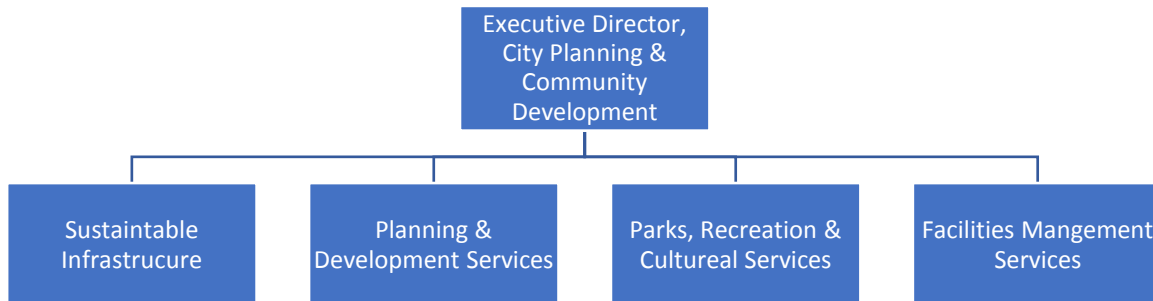 Executive Director,
City Planning &
Community
Development
Sustaintable
Infrastrucure
Planning &
Development Services
Parks, Recreation &
Cultureal Services
Facilities Mangement
Services